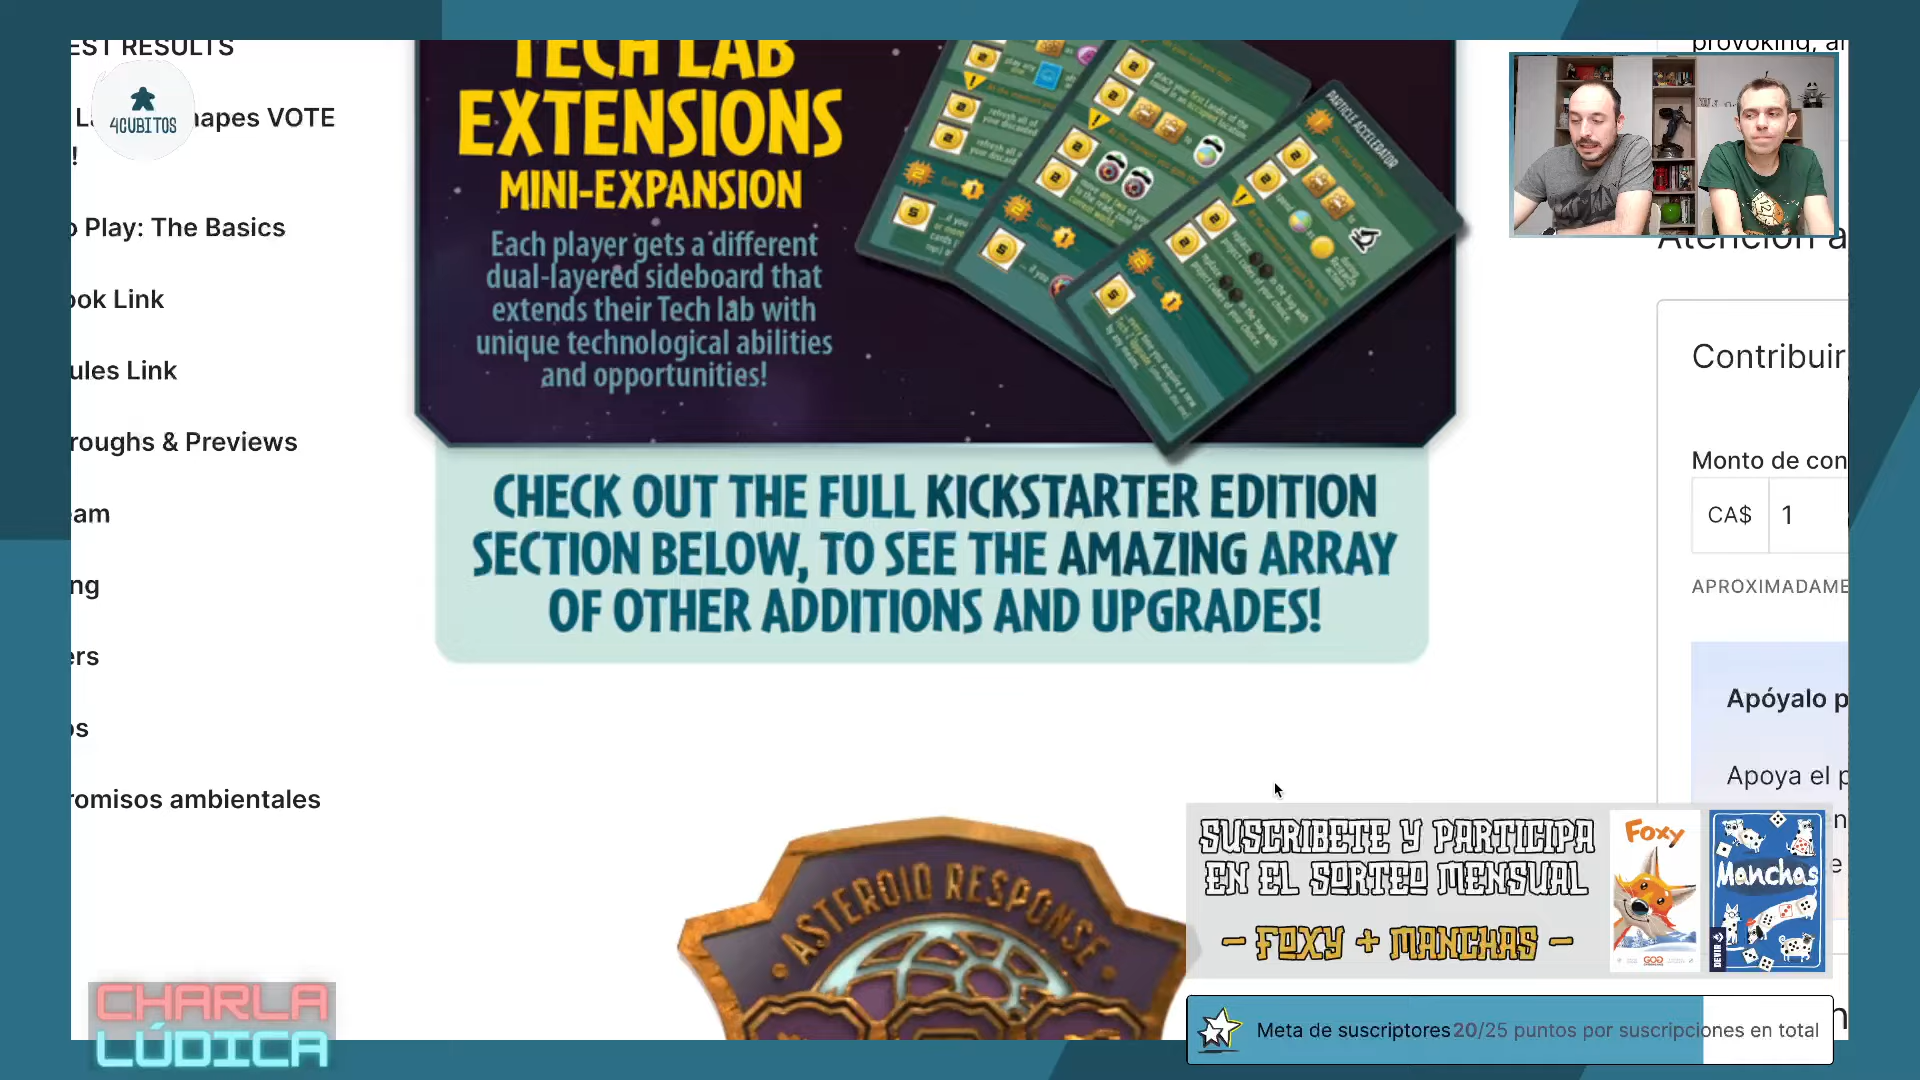 EST RESULTS
4CUBITOS
apes VOTE
!
o Play: The Basics
ook Link
ules Link
roughs & Previews
am
ng
ers
os
romisos ambientales
TECH LAB
EXTENSIONS
MINI-EXPANSION
Each player gets a different
dual-layered sideboard that
extends their Tech lab with
unique technological abilities
and opportunities!
PARTICLE ACCELERATOR
CHECK OUT THE FULL KICKSTARTER EDITION
SECTION BELOW, TO SEE THE AMAZING ARRAY
OF OTHER ADDITIONS AND UPGRADES!
ASTEROID RESPONSE
provoking, ar
Atención a
Contribuir
Monto de con
CA$ 1
APROXIMADAME
Apóyalo p
Apoya el p
SUSCRIBETE Y PARTICIPA
EN EL SORTEO MENSUAL
- FOXY + MANCHAS -
Foxy
Manchas
DEVIR
Meta de suscriptores 20/25 puntos por suscripciones en total
CHARLA
LÚDICA